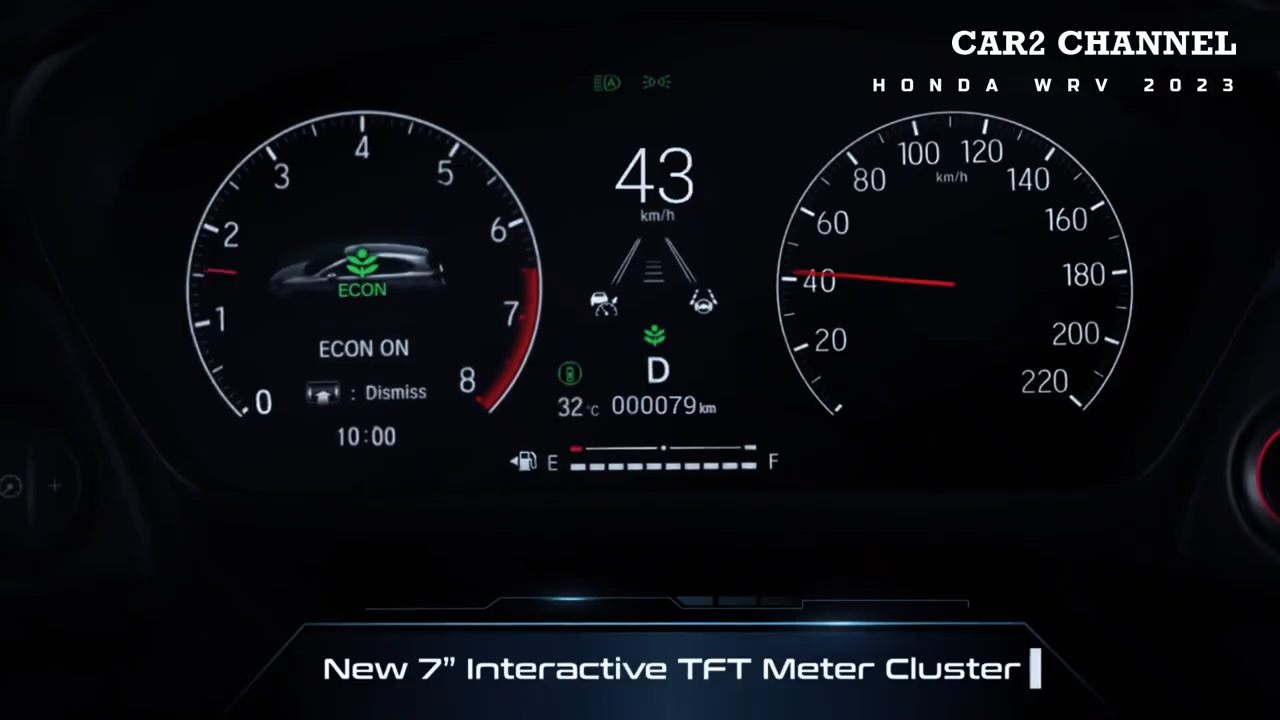 CAR2 CHANNEL
HONDA WRV 2023
A
4
3
5
2
6
1
7
0
8
ECON
ECON ON
: Dismiss
10:00
43
km/h
D
32 °C 000079 km
E F
100 120
80 km/h 140
60 160
40 180
20 200
220
New 7” Interactive TFT Meter Cluster